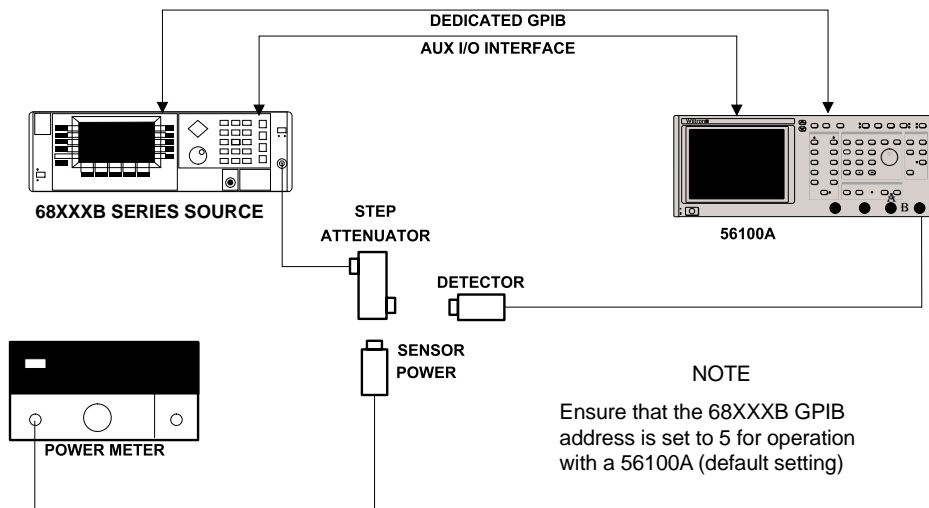 DEDICATED GPIB
AUX I/O INTERFACE
Wiltron
68XXXB SERIES SOURCE
STEP
ATTENUATOR
A
B
56100A
DETECTOR
SENSOR
POWER
POWER METER
NOTE
Ensure that the 68XXXB GPIB
address is set to 5 for operation
with a 56100A (default setting)